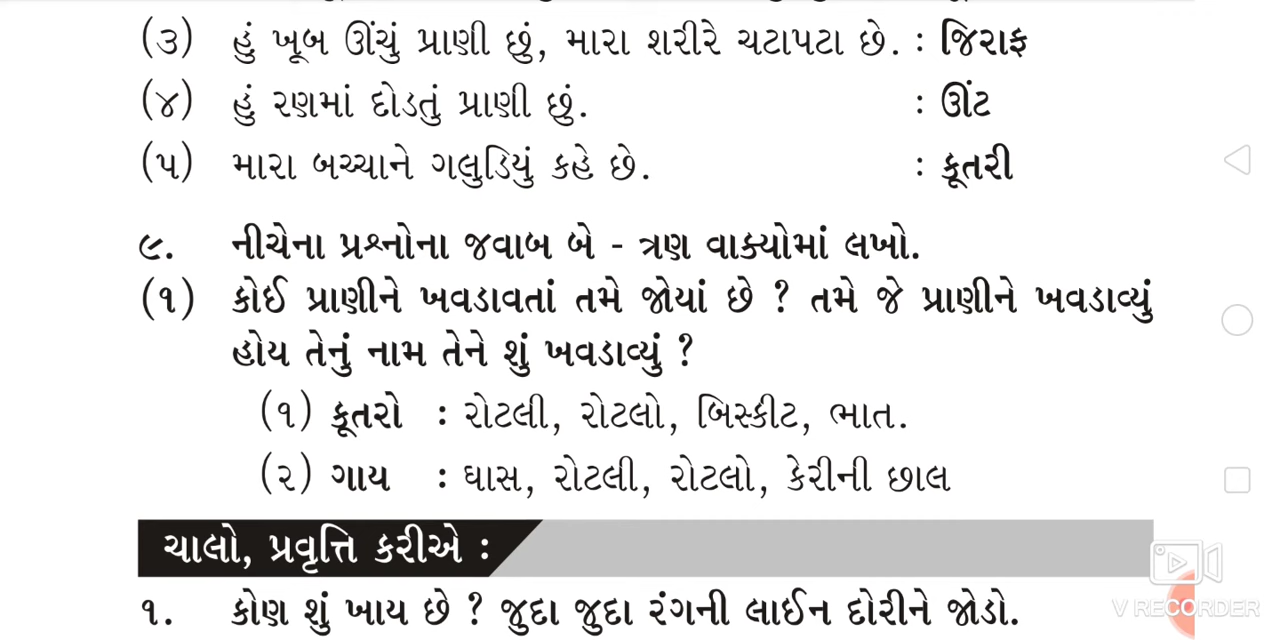 (૩) હું ખૂબ ઊંચું પ્રાણી છું, મારા શરીરે ચટાપટા છે. : જિરાફ
(૪) હું રણમાં દોડતું પ્રાણી છું. : ઊંટ
(૫) મારા બચ્ચાને ગલુડિયું કહે છે. : કૂતરી
૯. નીચેના પ્રશ્નોના જવાબ બે - ત્રણ વાક્યોમાં લખો.
(૧) કોઈ પ્રાણીને ખવડાવતાં તમે જોયાં છે ? તમે જે પ્રાણીને ખવડાવ્યું
હોય તેનું નામ તેને શું ખવડાવ્યું ?
(૧) કૂતરો : રોટલી, રોટલો, બિસ્કીટ, ભાત.
(૨) ગાય : ઘાસ, રોટલી, રોટલો, કેરીની છાલ
ચાલો, પ્રવૃત્તિ કરીએ :
૧. કોણ શું ખાય છે ? જુદા જુદા રંગની લાઈન દોરીને જોડો.
V RECORDER